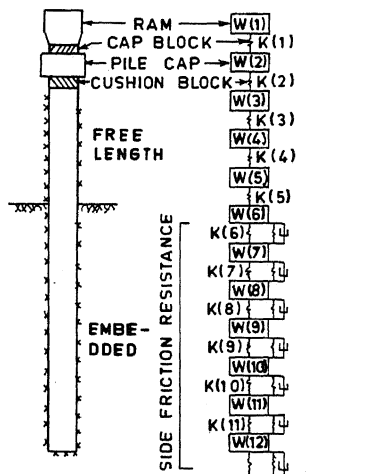 RAM W(1)
CAP BLOCK K(1)
PILE CAP W(2)
CUSHION BLOCK K(2)
W(3)
K(3)
FREE
LENGTH
W(4)
K(4)
W(5)
K(5)
W(6)
K(6)
W(7)
K(7)
W(8)
K(8)
EMBE-
DDED
W(9)
K(9)
W(10)
K(10)
W(11)
K(11)
W(12)
SIDE FRICTION RESISTANCE